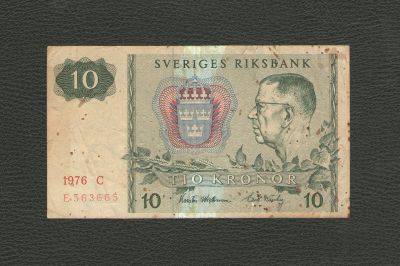 SVERIGES RIKSBANK
10
1976 C
E·563665
TIO KRONOR
10
10